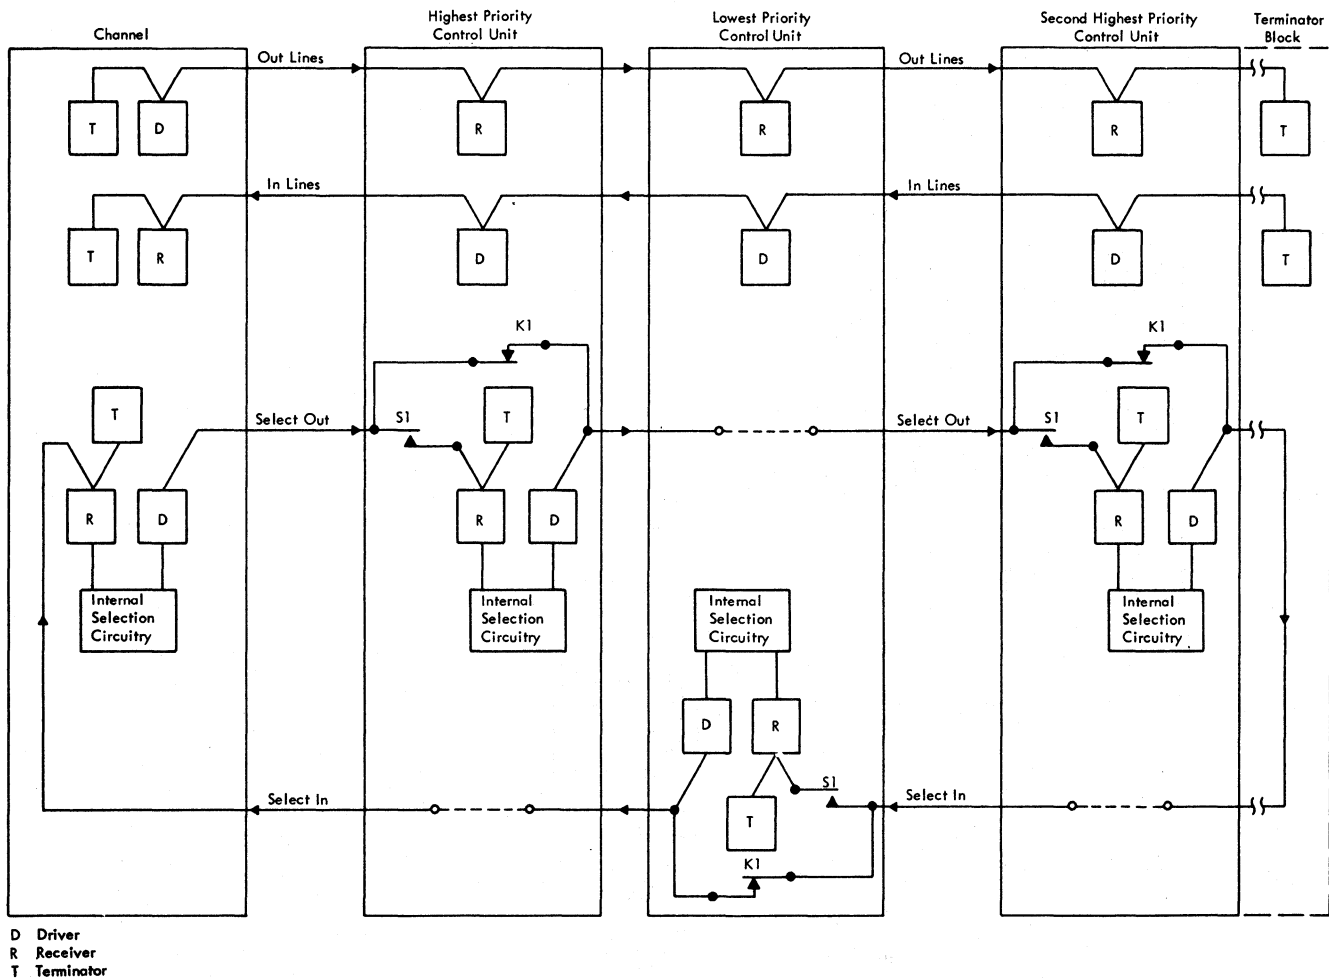 Channel
Highest Priority
Control Unit
Lowest Priority
Control Unit
Second Highest Priority
Control Unit
Terminator
Block
Out Lines
Out Lines
T
D
R
R
R
T
In Lines
In Lines
T
R
D
D
D
T
K1
K1
T
Select Out
S1
T
Select Out
S1
T
R
D
R
D
R
D
Internal
Selection
Circuitry
Internal
Selection
Circuitry
Internal
Selection
Circuitry
Internal
Selection
Circuitry
D
R
Select In
S1
Select In
T
K1
D Driver
R Receiver
T Terminator